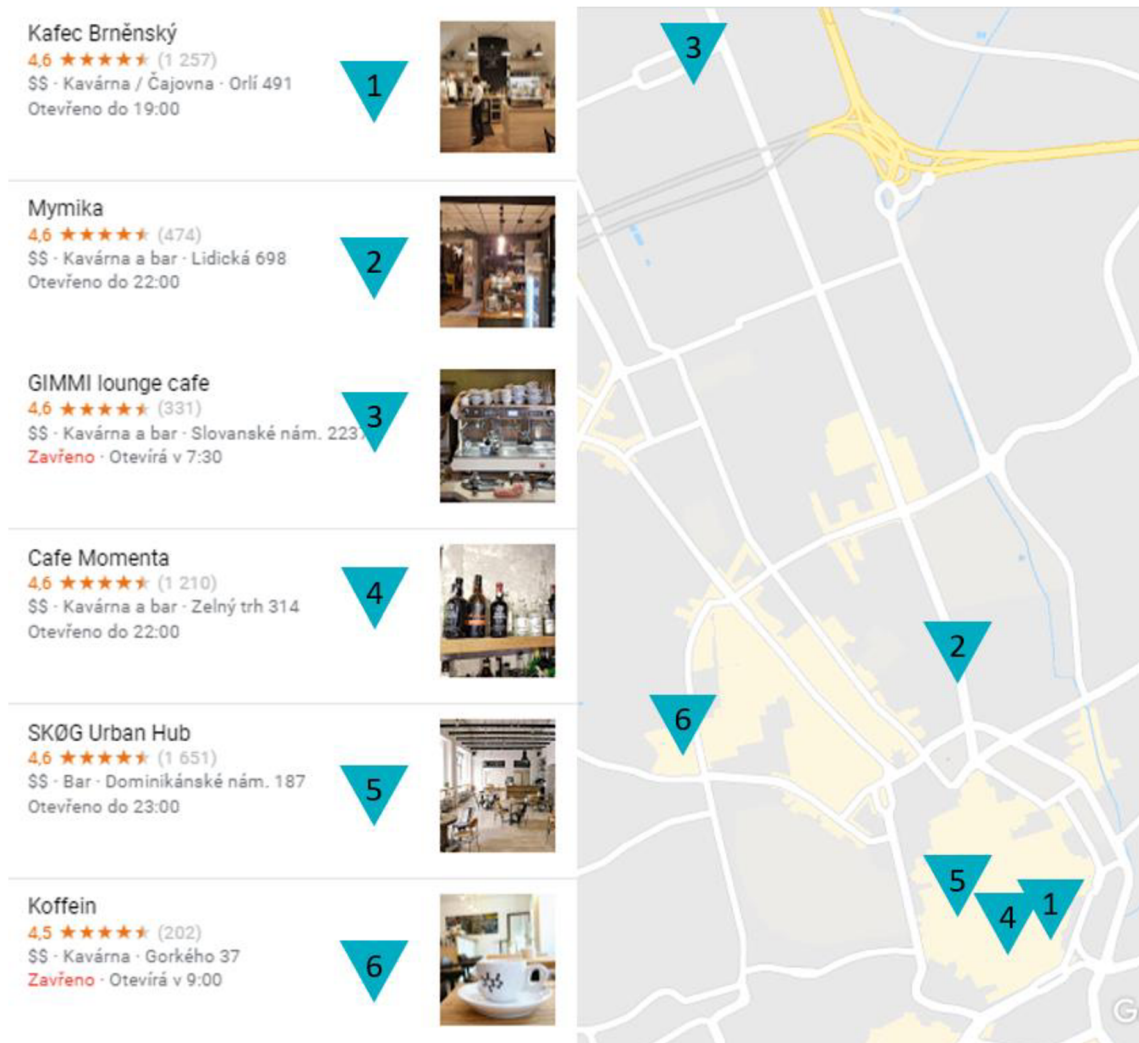 Kafec Brněnský
4,6 ★★★★★ (1 257)
$$ · Kavárna / Čajovna · Orlí 491
Otevřeno do 19:00
1
Mymika
4,6 ★★★★★ (474)
$$ · Kavárna a bar · Lidická 698
Otevřeno do 22:00
2
GIMMI lounge cafe
4,6 ★★★★★ (331)
$$ · Kavárna a bar · Slovanské nám. 2237
Zavřeno · Otevírá v 7:30
3
Cafe Momenta
4,6 ★★★★★ (1 210)
$$ · Kavárna a bar · Zelný trh 314
Otevřeno do 22:00
4
SKØG Urban Hub
4,6 ★★★★★ (1 651)
$$ · Bar · Dominikánské nám. 187
Otevřeno do 23:00
5
Koffein
4,5 ★★★★★ (202)
$$ · Kavárna · Gorkého 37
Zavřeno · Otevírá v 9:00
6
3
2
6
5
4
1
G